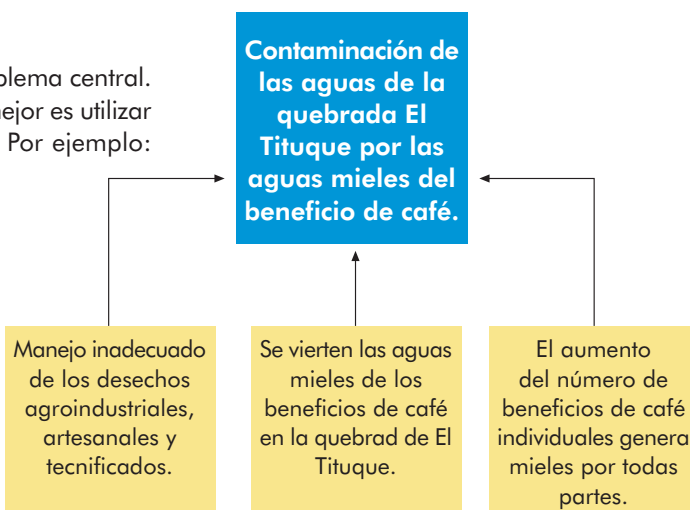 blema central.
ejor es utilizar
Por ejemplo:
Contaminación de
las aguas de la
quebrada El
Tituque por las
aguas mieles del
beneficio de café.
Manejo inadecuado
de los desechos
agroindustriales,
artesanales y
tecnificados.
Se vierten las aguas
mieles de los
beneficios de café
en la quebrad de El
Tituque.
El aumento
del número de
beneficios de café
individuales genera
mieles por todas
partes.